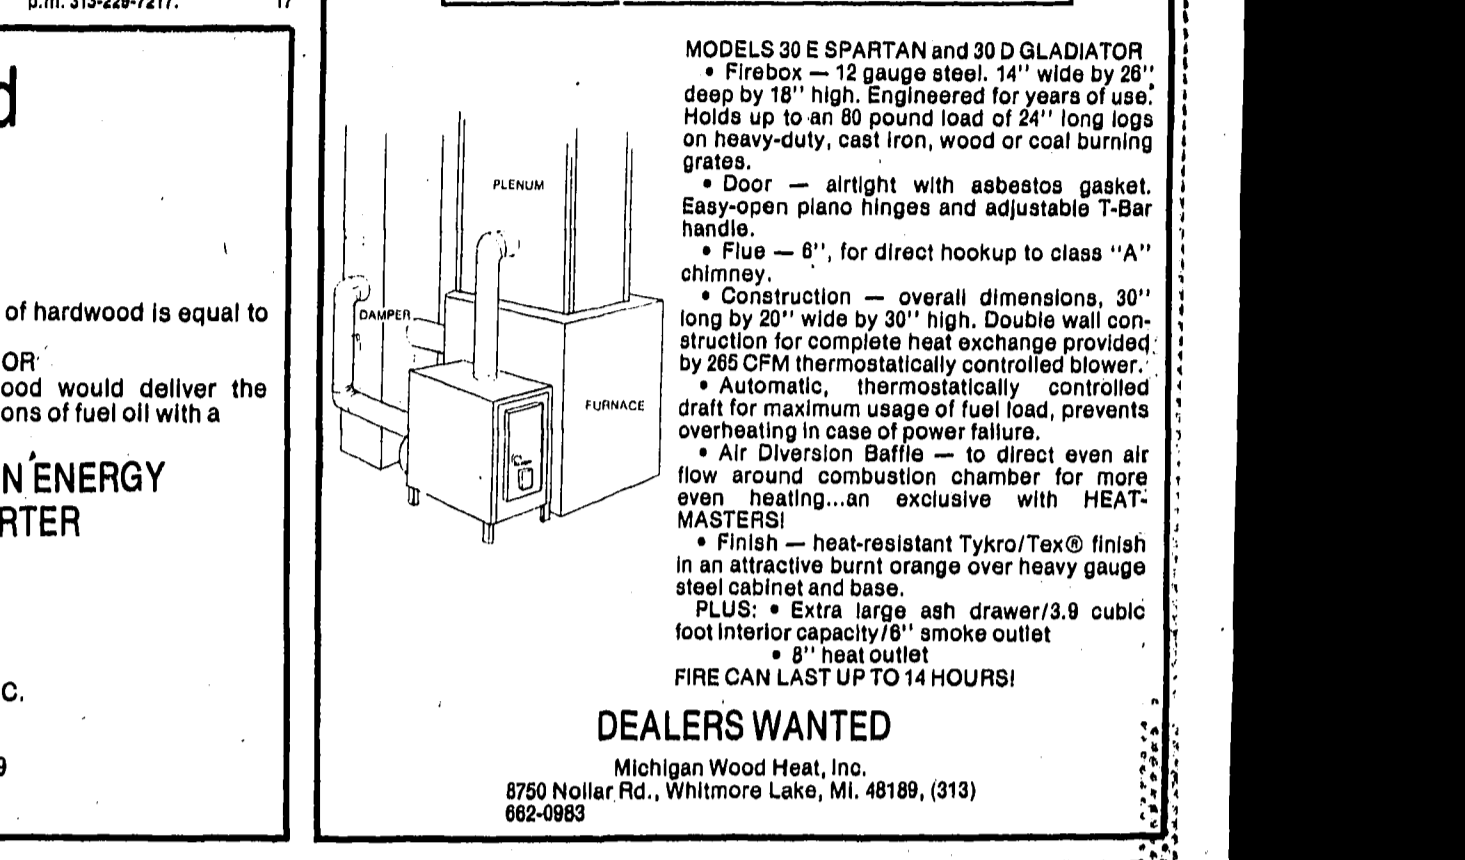 p.m. 313-229-7217.
17
d
of hardwood is equal to
OR
ood would deliver the
ons of fuel oil with a
N ENERGY
RTER
C.
9
PLENUM
DAMPER
FURNACE
MODELS 30 E SPARTAN and 30 D GLADIATOR
• Firebox — 12 gauge steel. 14'' wide by 26''
deep by 18'' high. Engineered for years of use.
Holds up to an 80 pound load of 24'' long logs
on heavy-duty, cast iron, wood or coal burning
grates.
• Door — airtight with asbestos gasket.
Easy-open piano hinges and adjustable T-Bar
handle.
• Flue — 6'', for direct hookup to class "A"
chimney.
• Construction — overall dimensions, 30''
long by 20'' wide by 30'' high. Double wall con-
struction for complete heat exchange provided
by 265 CFM thermostatically controlled blower.
• Automatic, thermostatically controlled
draft for maximum usage of fuel load, prevents
overheating in case of power failure.
• Air Diversion Baffle — to direct even air
flow around combustion chamber for more
even heating...an exclusive with HEAT-
MASTERS!
• Finish — heat-resistant Tykro/Tex® finish
in an attractive burnt orange over heavy gauge
steel cabinet and base.
PLUS: • Extra large ash drawer/3.9 cubic
foot interior capacity/6'' smoke outlet
• 8'' heat outlet
FIRE CAN LAST UP TO 14 HOURS!
DEALERS WANTED
Michigan Wood Heat, Inc.
8750 Nollar Rd., Whitmore Lake, Mi. 48189, (313)
662-0983